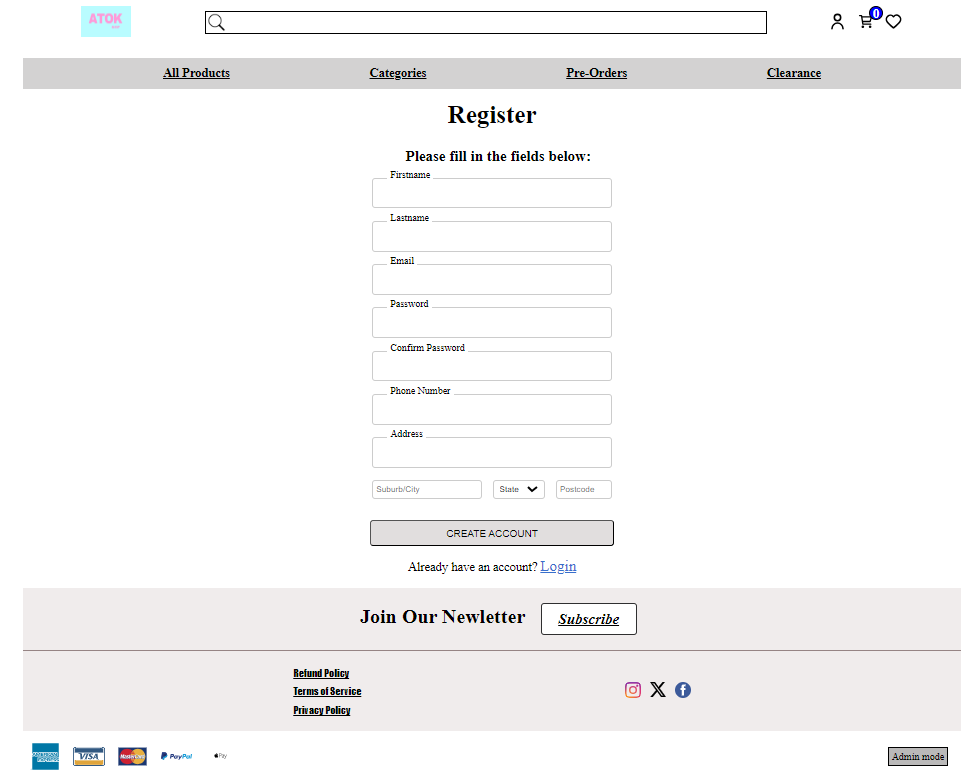 ATOK
0
All Products Categories Pre-Orders Clearance
Register
Please fill in the fields below:
Firstname
Lastname
Email
Password
Confirm Password
Phone Number
Address
Suburb/City State Postcode
CREATE ACCOUNT
Already have an account? Login
Join Our Newletter Subscribe
Refund Policy
Terms of Service
Privacy Policy
AMERICAN EXPRESS VISA MasterCard PayPal Pay Admin mode